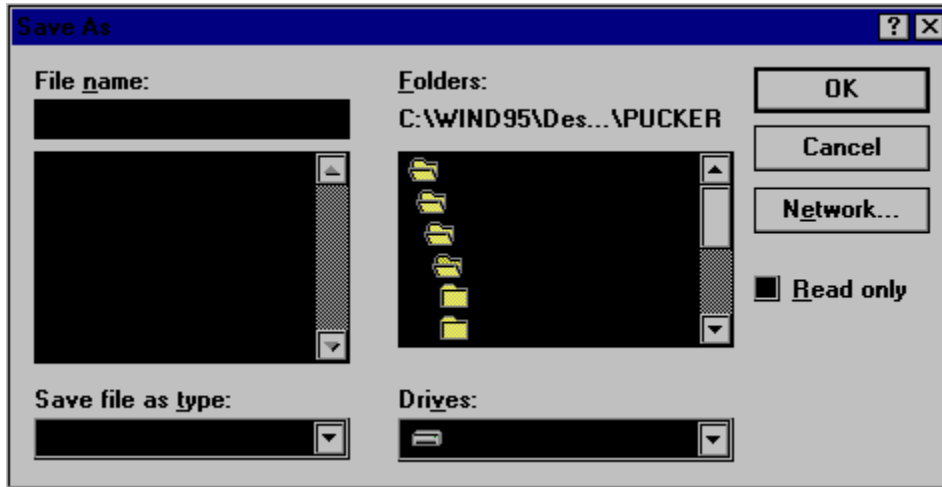 Save As
File name:
Folders:
C:\WIND95\Des...\PUCKER
OK
Cancel
Network...
Read only
Save file as type:
Drives: